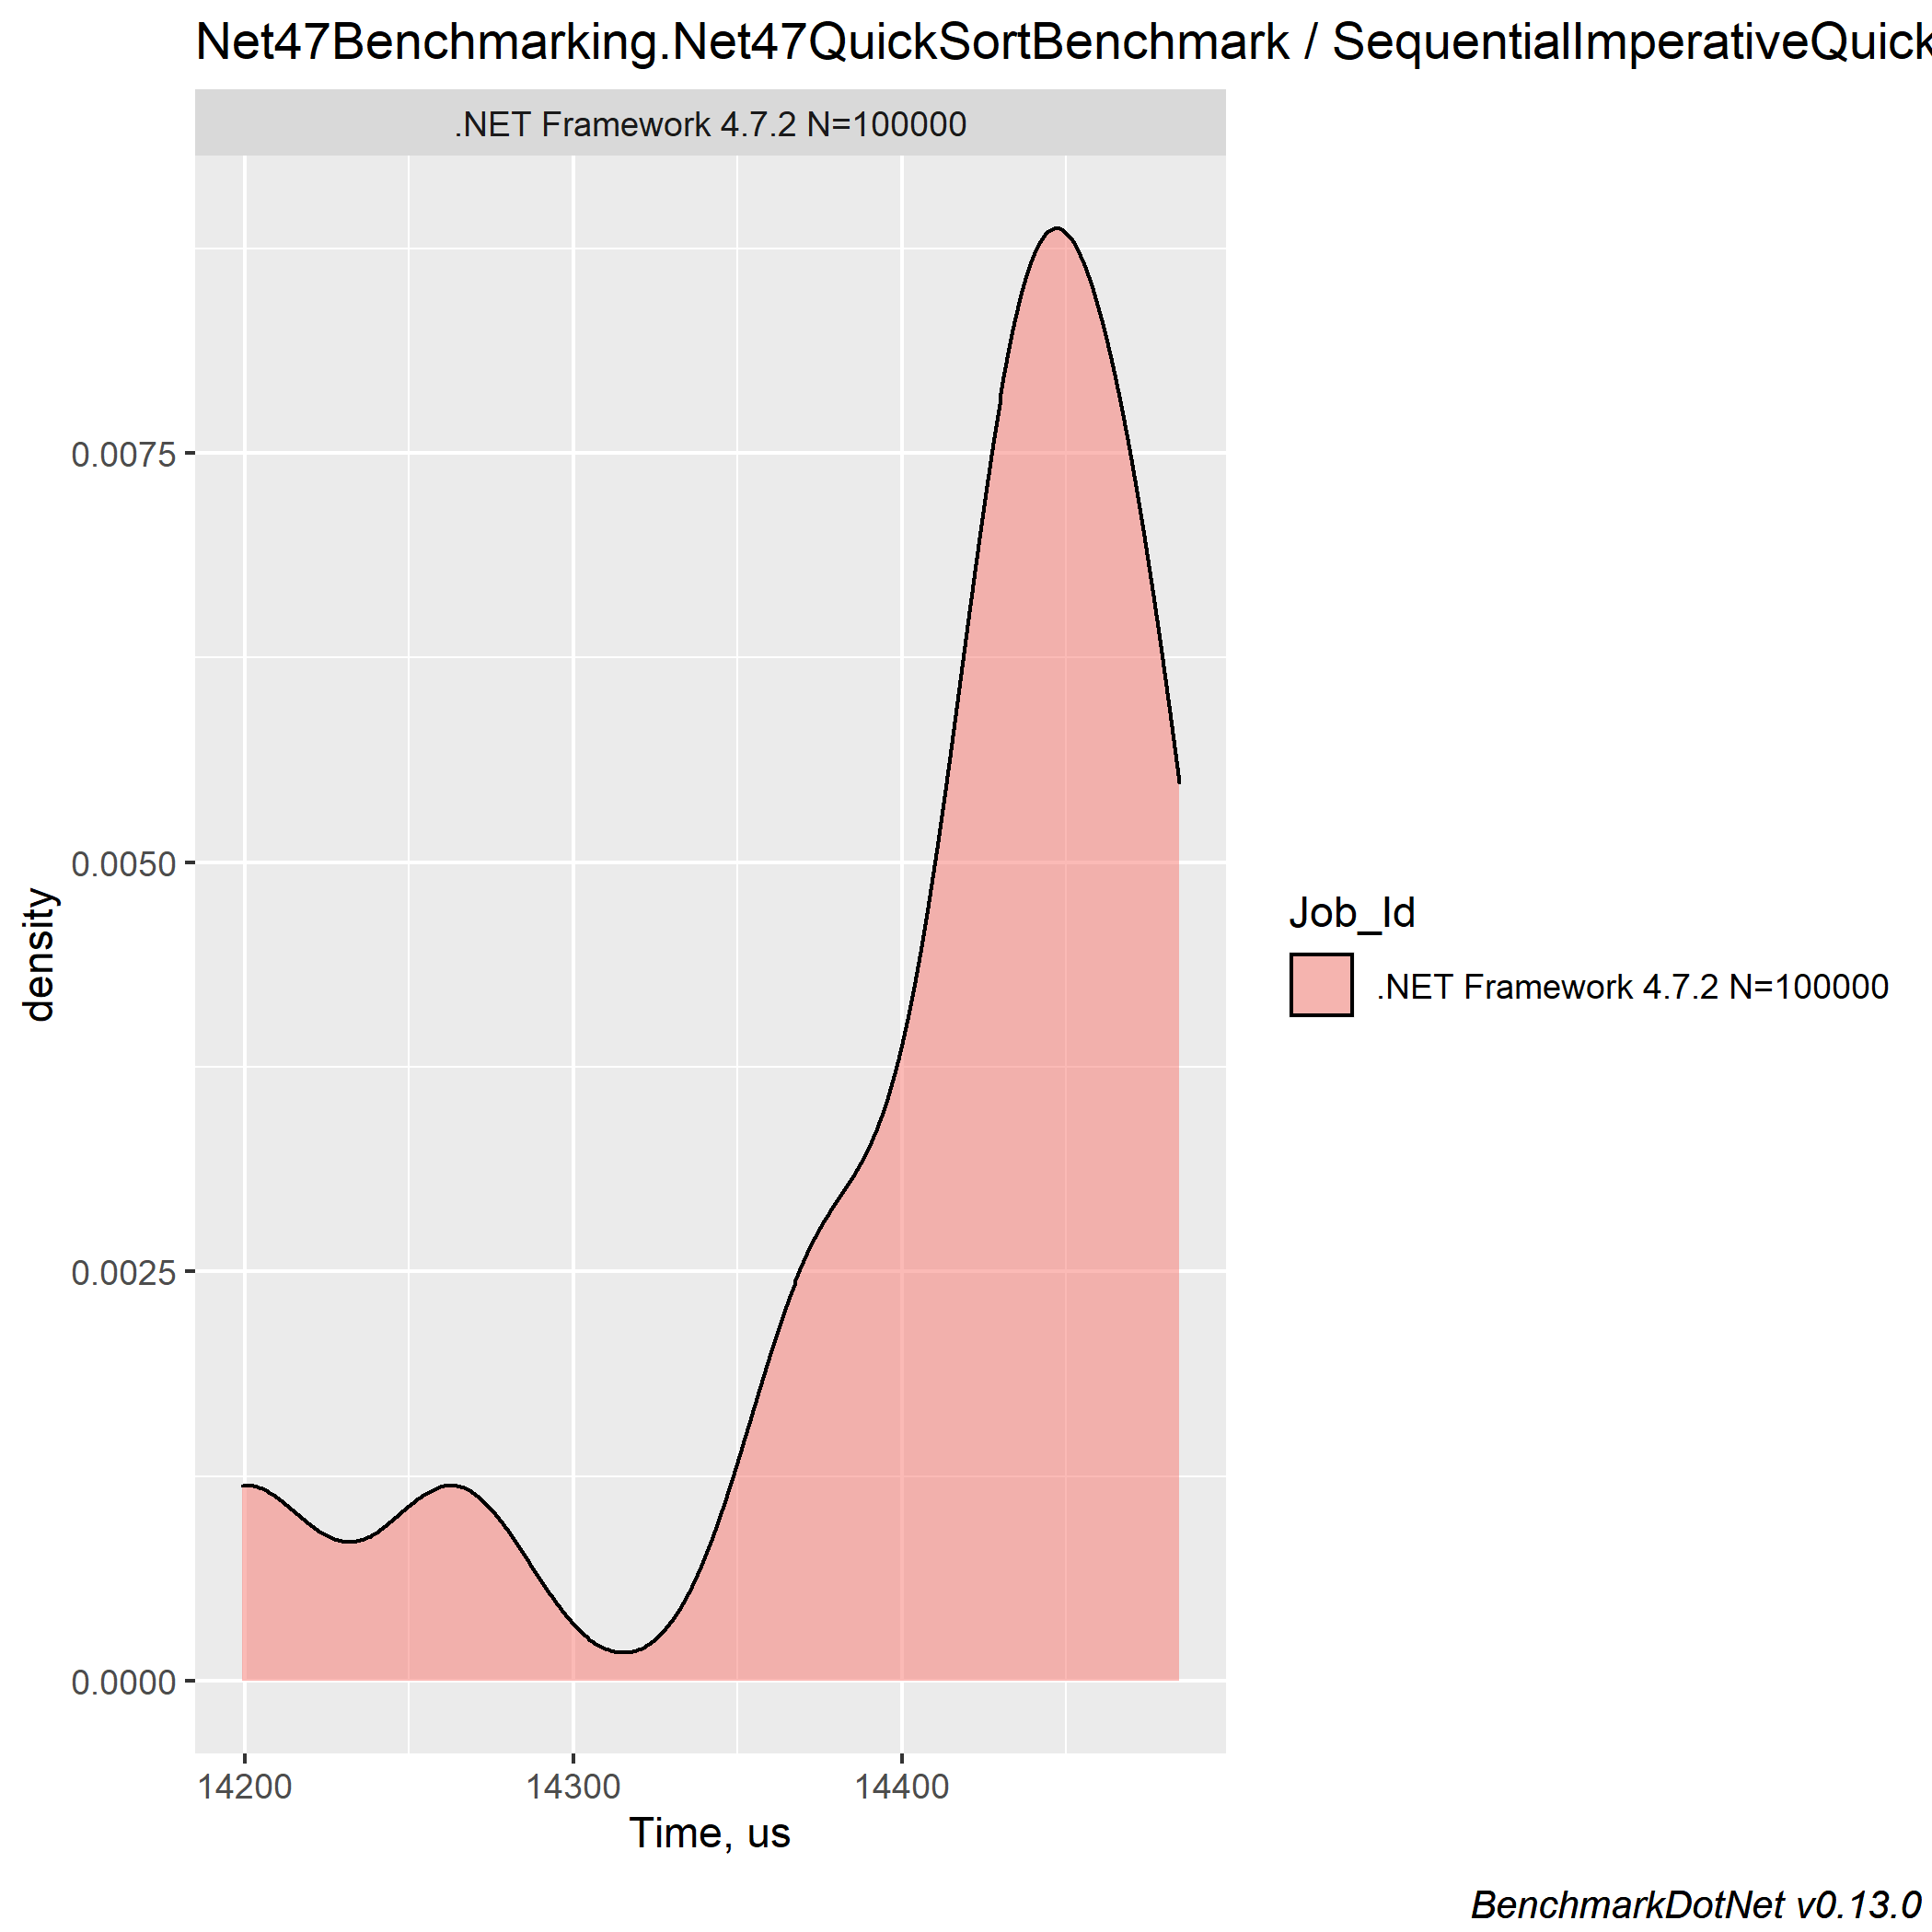 Net47Benchmarking.Net47QuickSortBenchmark / SequentialImperativeQuick
.NET Framework 4.7.2 N=100000
0.0075
0.0050
0.0025
0.0000
density
14200 14300 14400
Time, us
Job_Id
.NET Framework 4.7.2 N=100000
BenchmarkDotNet v0.13.0